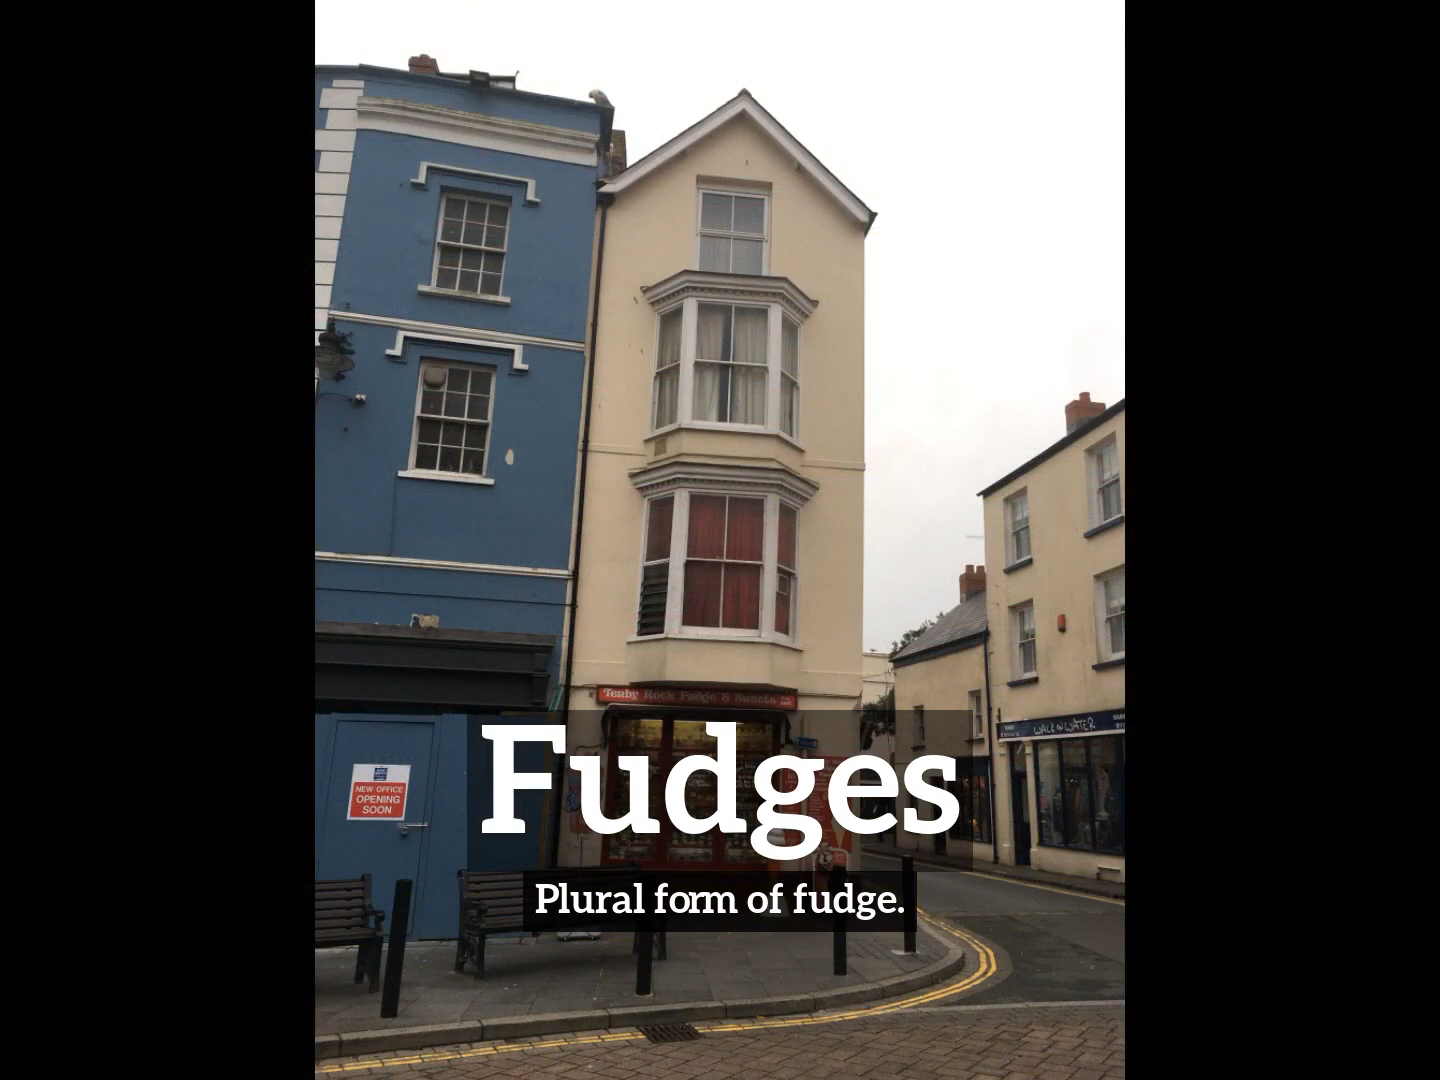 Tenby Rock Fudge & Sweets
WALK ON WATER
NEW OFFICE
OPENING
SOON
Fudges
Plural form of fudge.